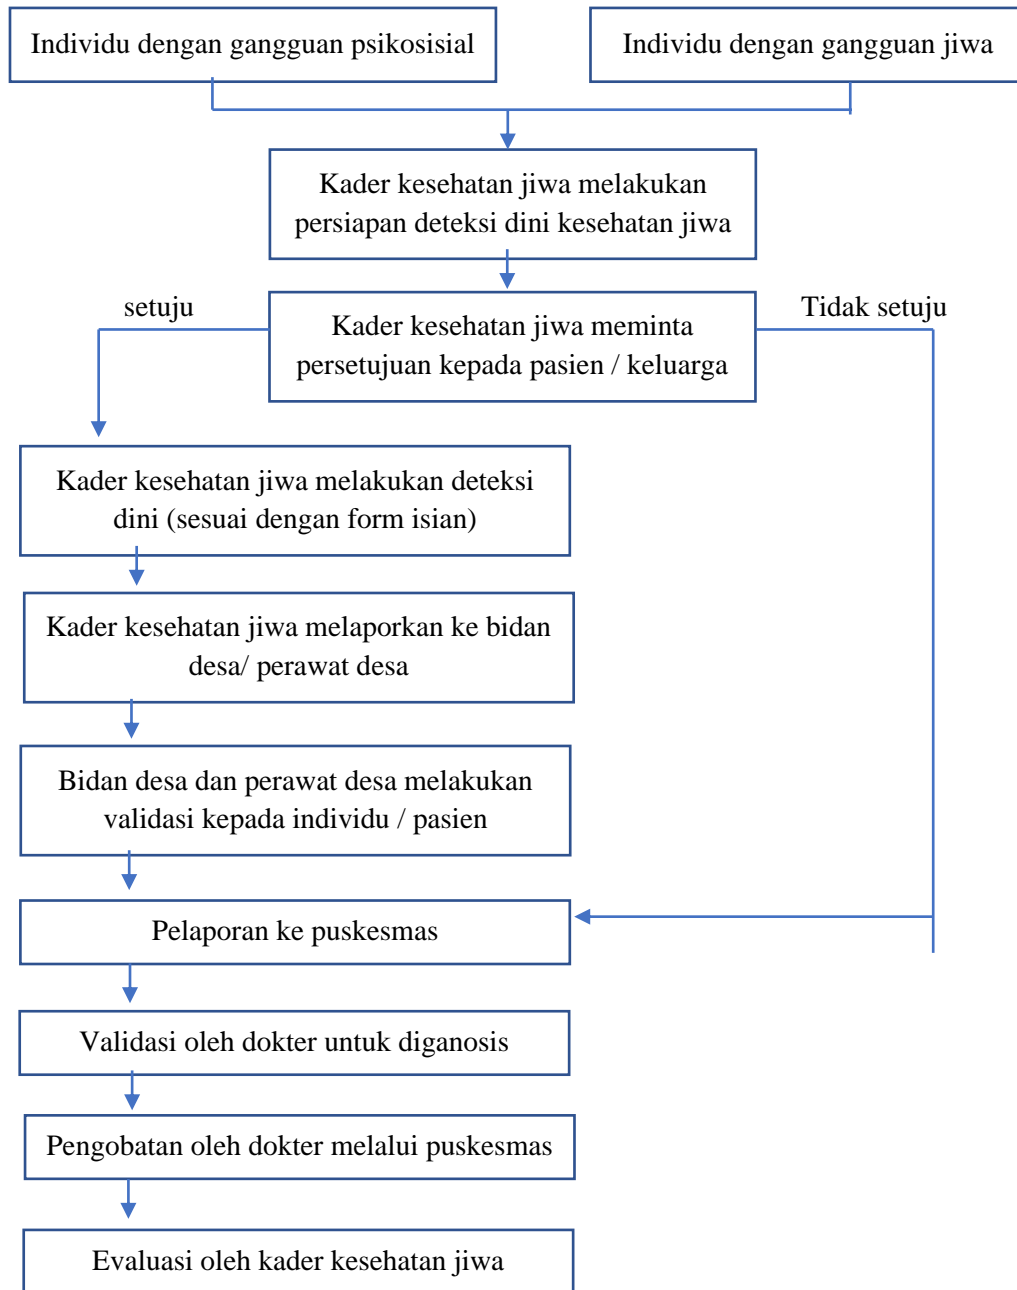 Individu dengan gangguan psikosisial
Individu dengan gangguan jiwa
Kader kesehatan jiwa melakukan
persiapan deteksi dini kesehatan jiwa
setuju
Kader kesehatan jiwa meminta
persetujuan kepada pasien / keluarga
Tidak setuju
Kader kesehatan jiwa melakukan deteksi
dini (sesuai dengan form isian)
Kader kesehatan jiwa melaporkan ke bidan
desa/ perawat desa
Bidan desa dan perawat desa melakukan
validasi kepada individu / pasien
Pelaporan ke puskesmas
Validasi oleh dokter untuk diganosis
Pengobatan oleh dokter melalui puskesmas
Evaluasi oleh kader kesehatan jiwa